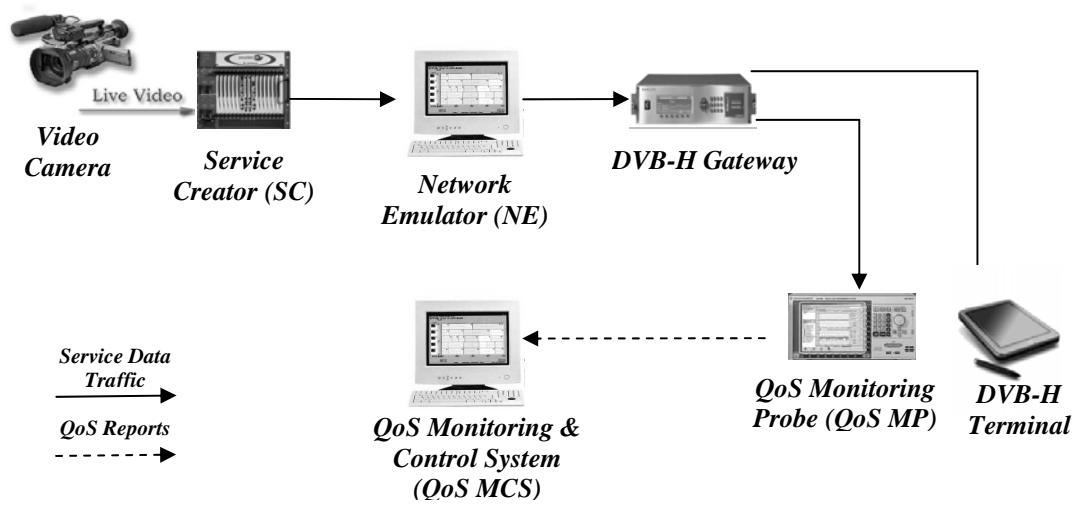 Live Video
Video
Camera
Service
Creator (SC)
Network
Emulator (NE)
DVB-H Gateway
Service Data
Traffic
QoS Reports
QoS Monitoring &
Control System
(QoS MCS)
QoS Monitoring
Probe (QoS MP)
DVB-H
Terminal